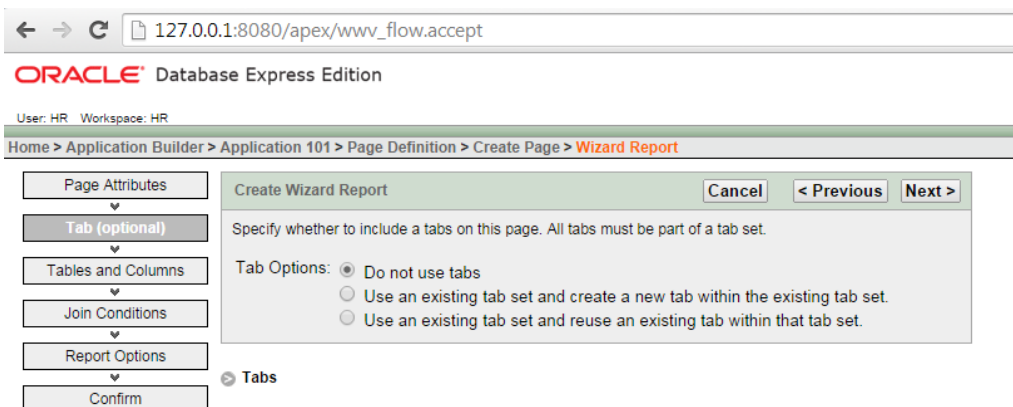 127.0.0.1:8080/apex/wwv_flow.accept
ORACLE® Database Express Edition
User: HR Workspace: HR
Home > Application Builder > Application 101 > Page Definition > Create Page > Wizard Report
Page Attributes
Tab (optional)
Tables and Columns
Join Conditions
Report Options
Confirm
Create Wizard Report
Cancel
< Previous
Next >
Specify whether to include a tabs on this page. All tabs must be part of a tab set.
Tab Options:
Do not use tabs
Use an existing tab set and create a new tab within the existing tab set.
Use an existing tab set and reuse an existing tab within that tab set.
Tabs